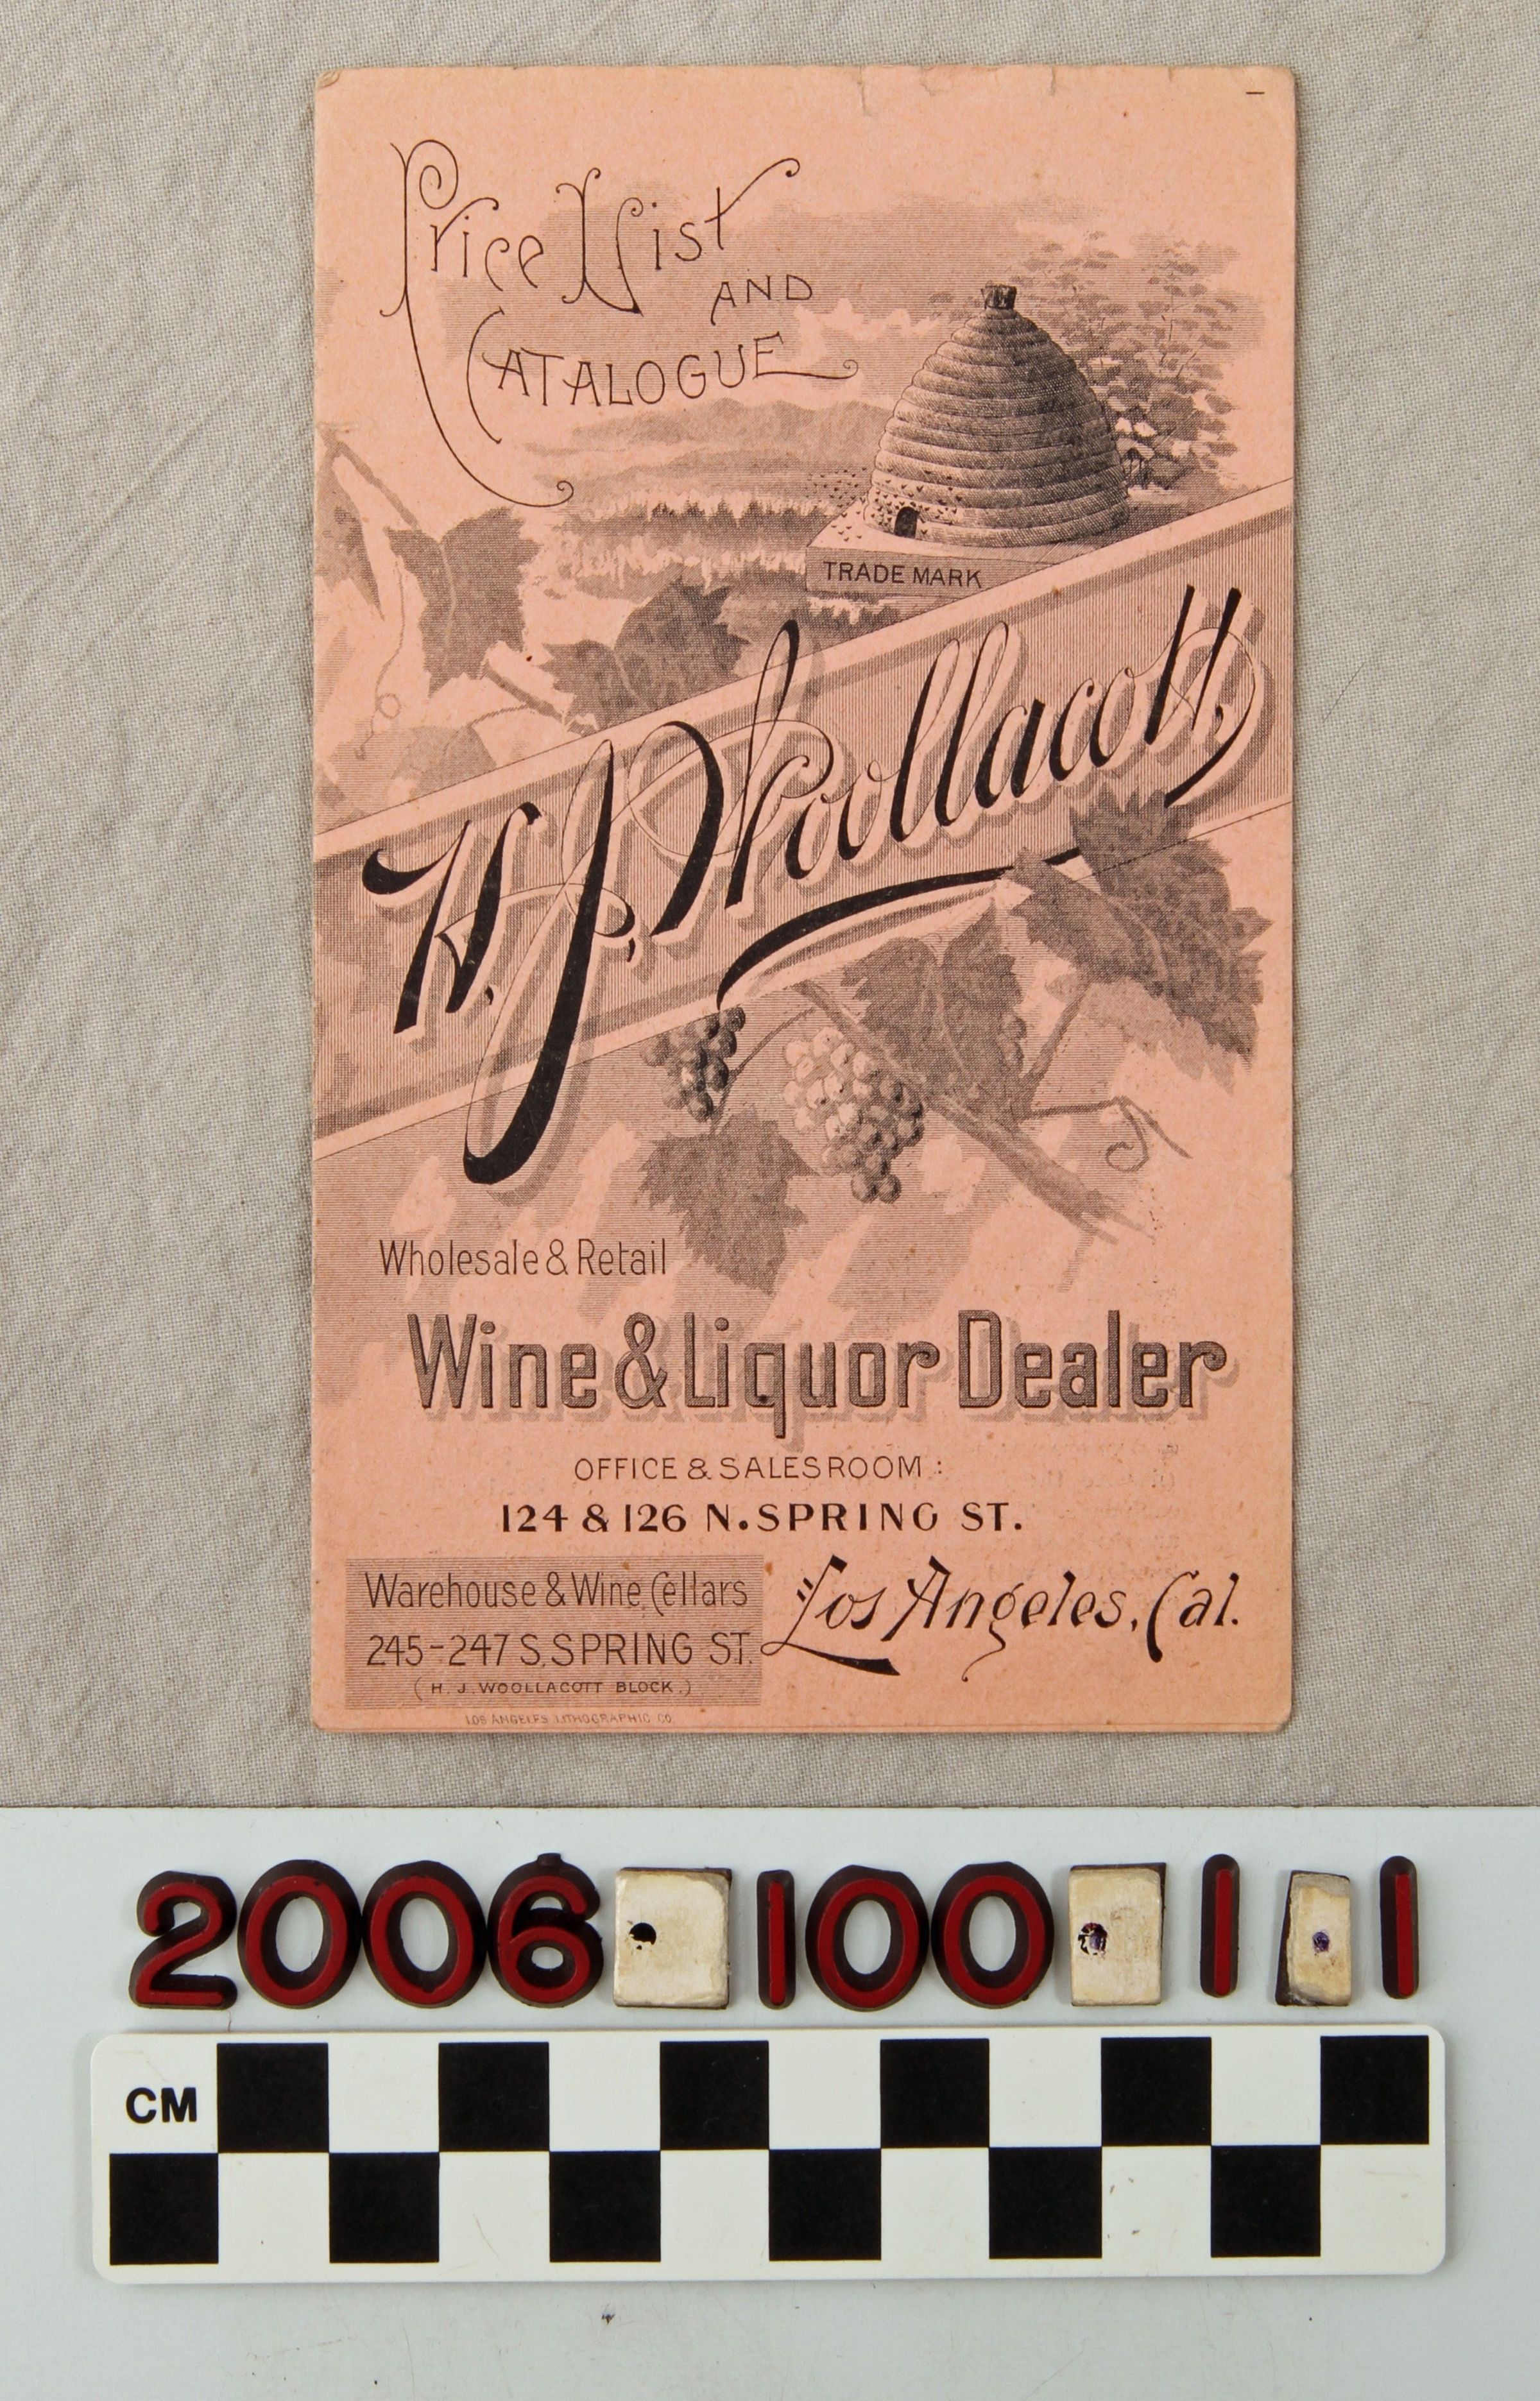 Price List
AND
CATALOGUE
TRADE MARK
H. J. Woollacott,
Wholesale & Retail
Wine & Liquor Dealer
OFFICE & SALESROOM :
124 & 126 N. SPRING ST.
Warehouse & Wine Cellars
245-247 S. SPRING ST.
(H. J. WOOLLACOTT BLOCK.)
Los Angeles, Cal.
LOS ANGELES LITHOGRAPHIC CO.
2006.100.1.1
CM